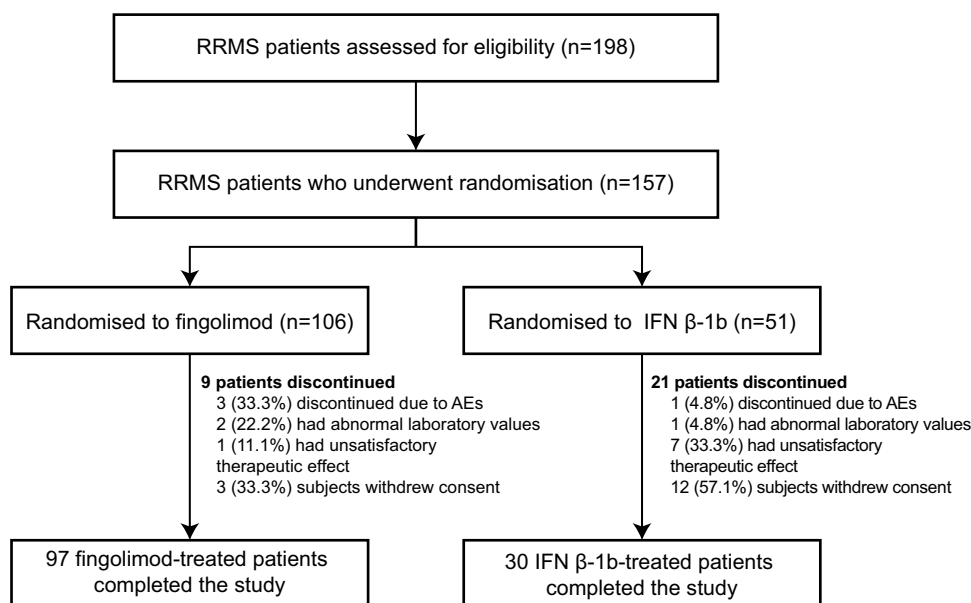 RRMS patients assessed for eligibility (n=198)
RRMS patients who underwent randomisation (n=157)
Randomised to fingolimod (n=106)
Randomised to IFN β-1b (n=51)
9 patients discontinued
3 (33.3%) discontinued due to AEs
2 (22.2%) had abnormal laboratory values
1 (11.1%) had unsatisfactory
therapeutic effect
3 (33.3%) subjects withdrew consent
21 patients discontinued
1 (4.8%) discontinued due to AEs
1 (4.8%) had abnormal laboratory values
7 (33.3%) had unsatisfactory
therapeutic effect
12 (57.1%) subjects withdrew consent
97 fingolimod-treated patients
completed the study
30 IFN β-1b-treated patients
completed the study